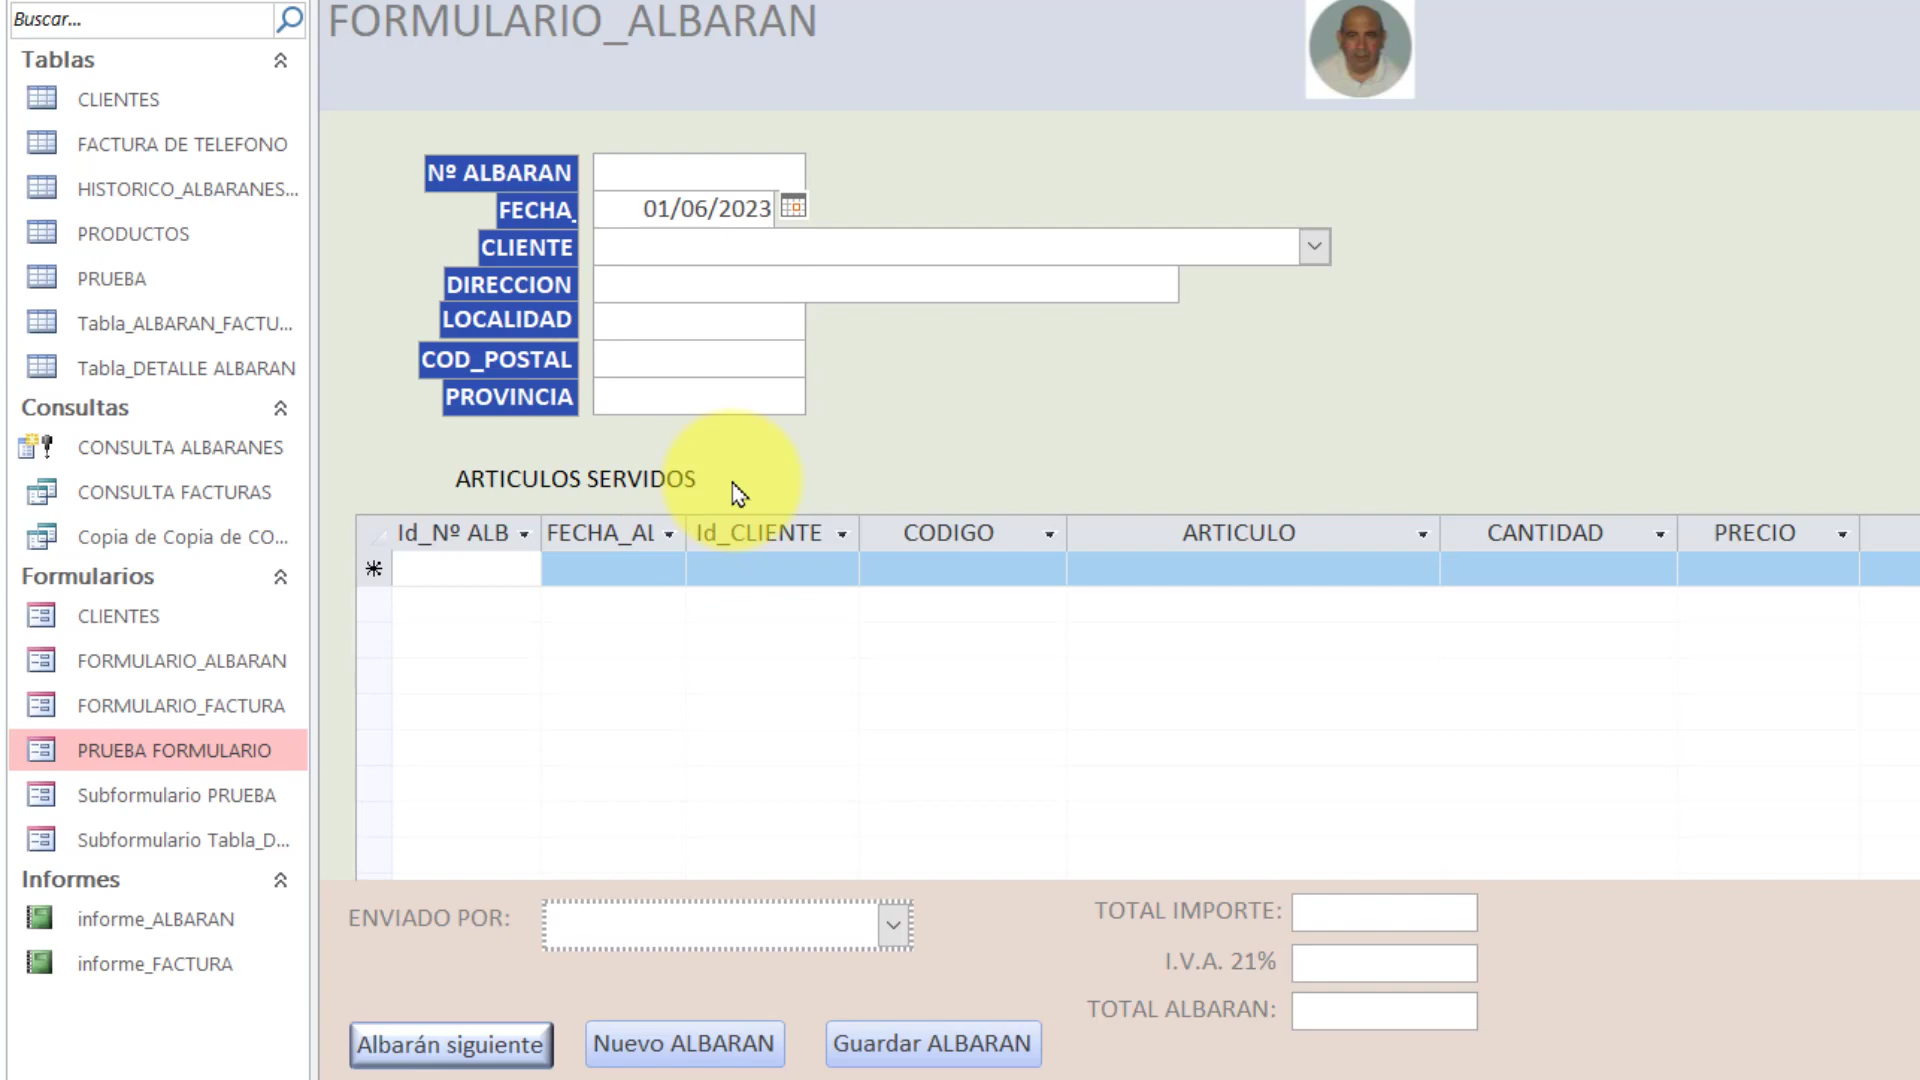 Buscar...
Tablas
CLIENTES
FACTURA DE TELEFONO
HISTORICO_ALBARANES...
PRODUCTOS
PRUEBA
Tabla_ALBARAN_FACTU...
Tabla_DETALLE ALBARAN
Consultas
CONSULTA ALBARANES
CONSULTA FACTURAS
Copia de Copia de CO...
Formularios
CLIENTES
FORMULARIO_ALBARAN
FORMULARIO_FACTURA
PRUEBA FORMULARIO
Subformulario PRUEBA
Subformulario Tabla_D...
Informes
informe_ALBARAN
informe_FACTURA
FORMULARIO_ALBARAN
Nº ALBARAN
FECHA_ 01/06/2023
CLIENTE
DIRECCION
LOCALIDAD
COD_POSTAL
PROVINCIA
ARTICULOS SERVIDOS
Id_Nº ALB FECHA_AL Id_CLIENTE CODIGO ARTICULO CANTIDAD PRECIO
ENVIADO POR:
TOTAL IMPORTE:
I.V.A. 21%
TOTAL ALBARAN:
Albarán siguiente Nuevo ALBARAN Guardar ALBARAN